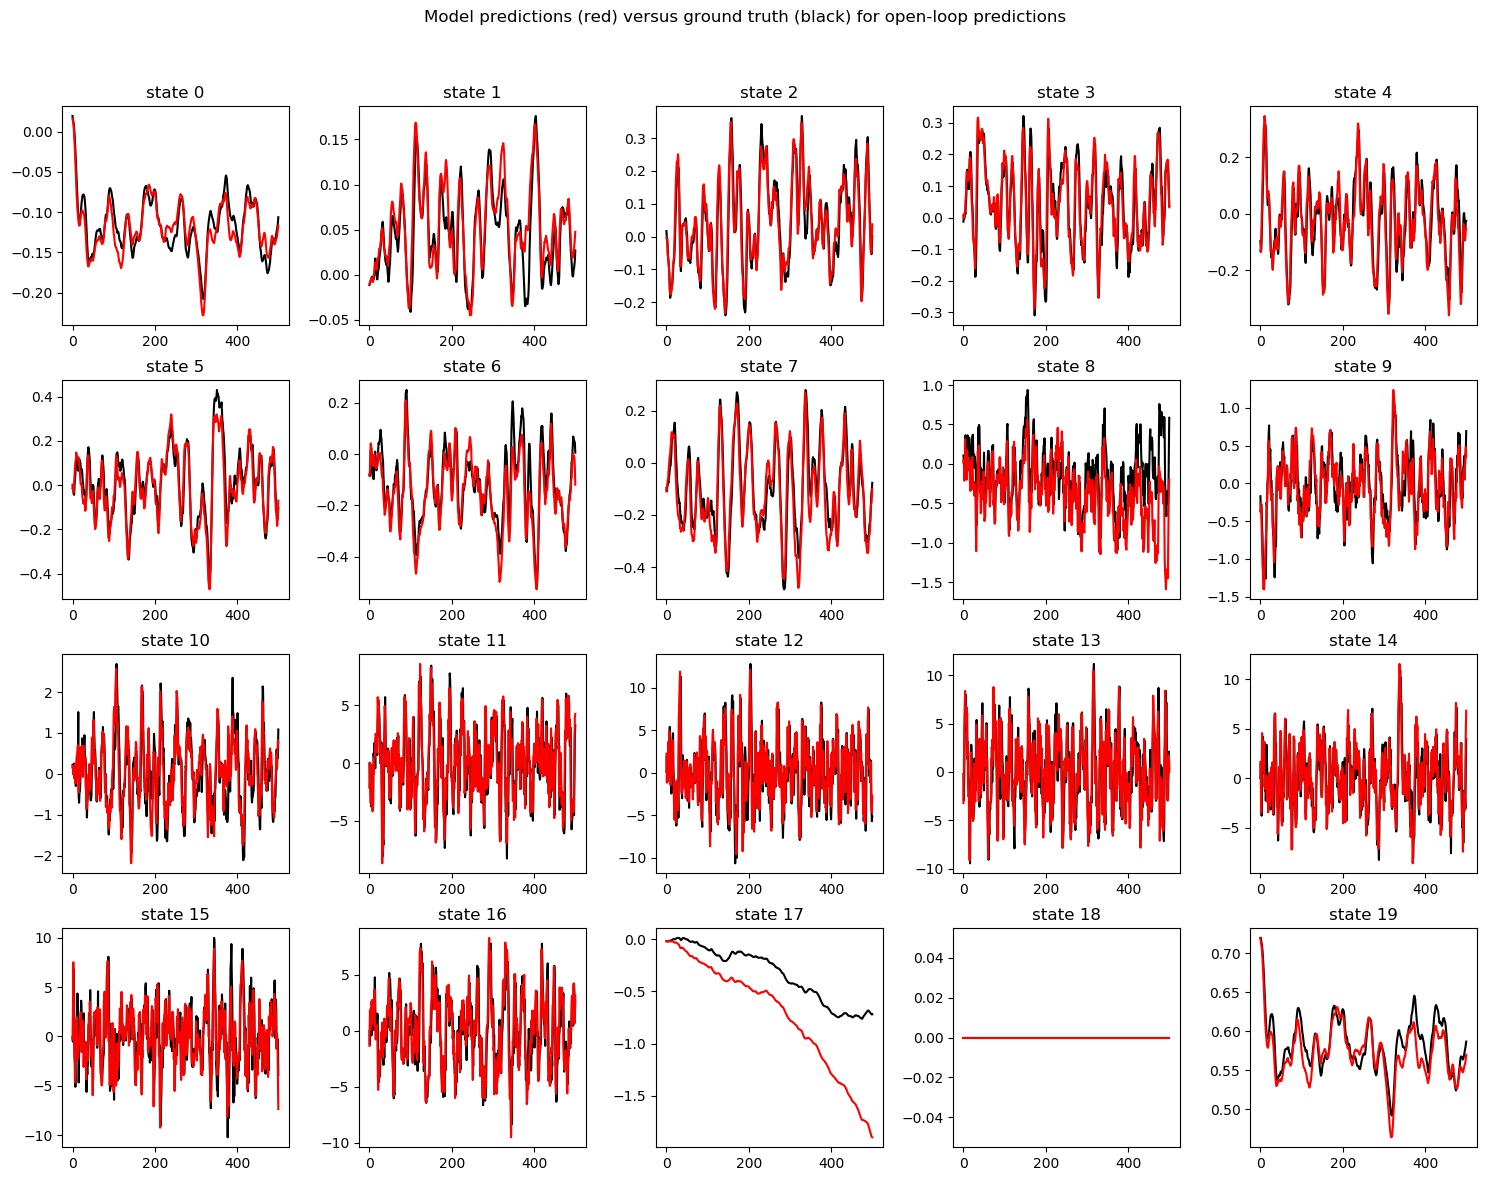 Model predictions (red) versus ground truth (black) for open-loop predictions
state 0 state 1 state 2 state 3 state 4
0.00 −0.05 −0.10 −0.15 −0.20
0.15 0.10 0.05 0.00 −0.05
0.3 0.2 0.1 0.0 −0.1 −0.2
0.3 0.2 0.1 0.0 −0.1 −0.2 −0.3
0.2 0.0 −0.2
0 200 400 0 200 400 0 200 400 0 200 400 0 200 400
state 5 state 6 state 7 state 8 state 9
0.4 0.2 0.0 −0.2 −0.4
0.2 0.0 −0.2 −0.4
0.2 0.0 −0.2 −0.4
1.0 0.5 0.0 −0.5 −1.0 −1.5
1.0 0.5 0.0 −0.5 −1.0 −1.5
0 200 400 0 200 400 0 200 400 0 200 400 0 200 400
state 10 state 11 state 12 state 13 state 14
2 1 0 −1 −2
5 0 −5
10 5 0 −5 −10
10 5 0 −5 −10
10 5 0 −5
0 200 400 0 200 400 0 200 400 0 200 400 0 200 400
state 15 state 16 state 17 state 18 state 19
10 5 0 −5 −10
5 0 −5 −10
0.0 −0.5 −1.0 −1.5
0.04 0.02 0.00 −0.02 −0.04
0.70 0.65 0.60 0.55 0.50
0 200 400 0 200 400 0 200 400 0 200 400 0 200 400